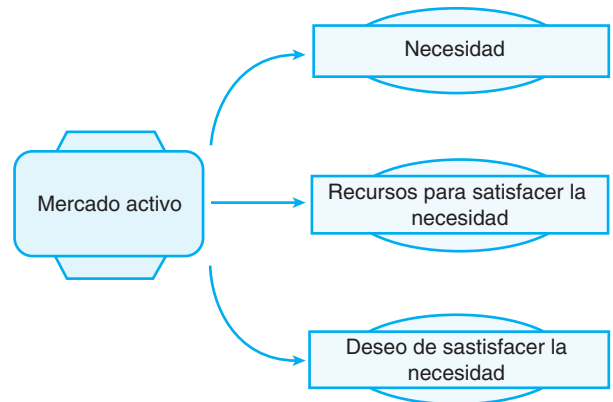 Necesidad
Mercado activo
Recursos para satisfacer la
necesidad
Deseo de sastisfacer la
necesidad